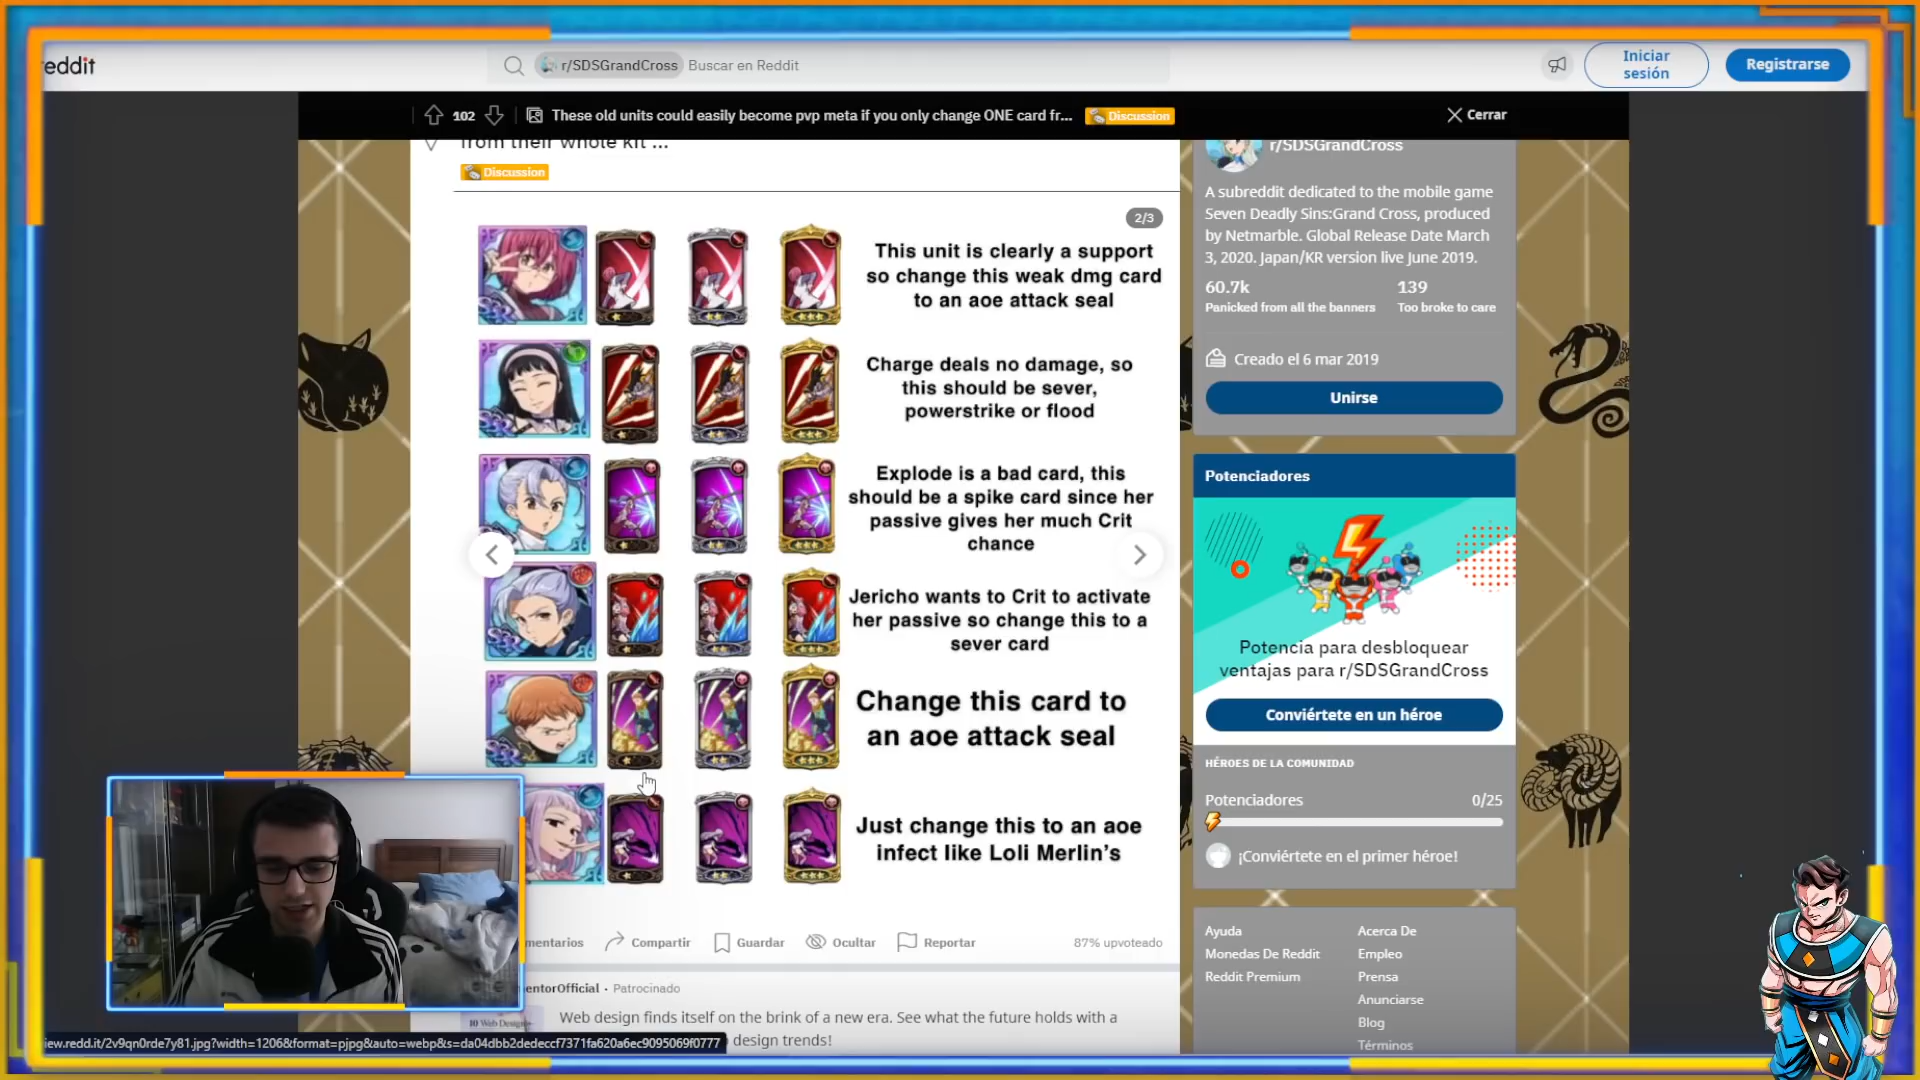 eddit
r/SDSGrandCross Buscar en Reddit
Iniciar sesión
Registrarse
102 These old units could easily become pvp meta if you only change ONE card fr... Discussion
Cerrar
from their whole kit ...
Discussion
2/3
This unit is clearly a support
so change this weak dmg card
to an aoe attack seal
Charge deals no damage, so
this should be sever,
powerstrike or flood
Explode is a bad card, this
should be a spike card since her
passive gives her much Crit
chance
Jericho wants to Crit to activate
her passive so change this to a
sever card
Change this card to
an aoe attack seal
Just change this to an aoe
infect like Loli Merlin's
mentarios Compartir Guardar Ocultar Reportar 87% upvoteado
entorOfficial · Patrocinado
Web design finds itself on the brink of a new era. See what the future holds with a
design trends!
10 Web Design
iew.redd.it/2v9qn0rde7y81.jpg?width=1206&format=pjpg&auto=webp&s=da04dbb2dedeccf7371fa620a6ec9095069f0777
r/SDSGrandCross
A subreddit dedicated to the mobile game
Seven Deadly Sins:Grand Cross, produced
by Netmarble. Global Release Date March
3, 2020. Japan/KR version live June 2019.
60.7k 139
Panicked from all the banners Too broke to care
Creado el 6 mar 2019
Unirse
Potenciadores
Potencia para desbloquear
ventajas para r/SDSGrandCross
Conviértete en un héroe
HÉROES DE LA COMUNIDAD
Potenciadores 0/25
¡Conviértete en el primer héroe!
Ayuda Acerca De
Monedas De Reddit Empleo
Reddit Premium Prensa
Anunciarse
Blog
Términos